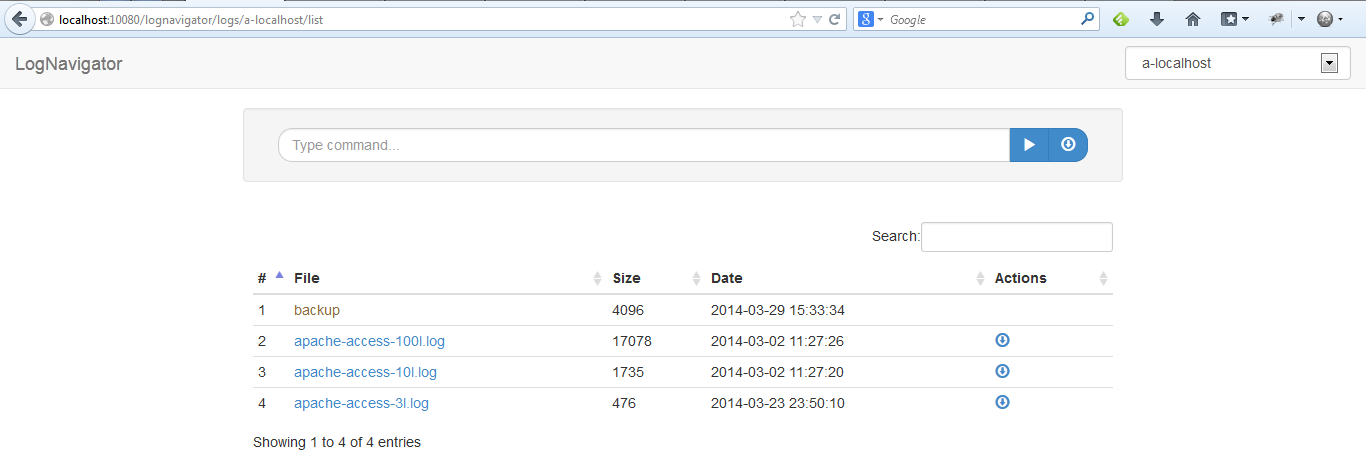 localhost:10080/lognavigator/logs/a-localhost/list
Google
LogNavigator
a-localhost
Type command...
Search:
# File Size Date Actions
1 backup 4096 2014-03-29 15:33:34
2 apache-access-100l.log 17078 2014-03-02 11:27:26
3 apache-access-10l.log 1735 2014-03-02 11:27:20
4 apache-access-3l.log 476 2014-03-23 23:50:10
Showing 1 to 4 of 4 entries